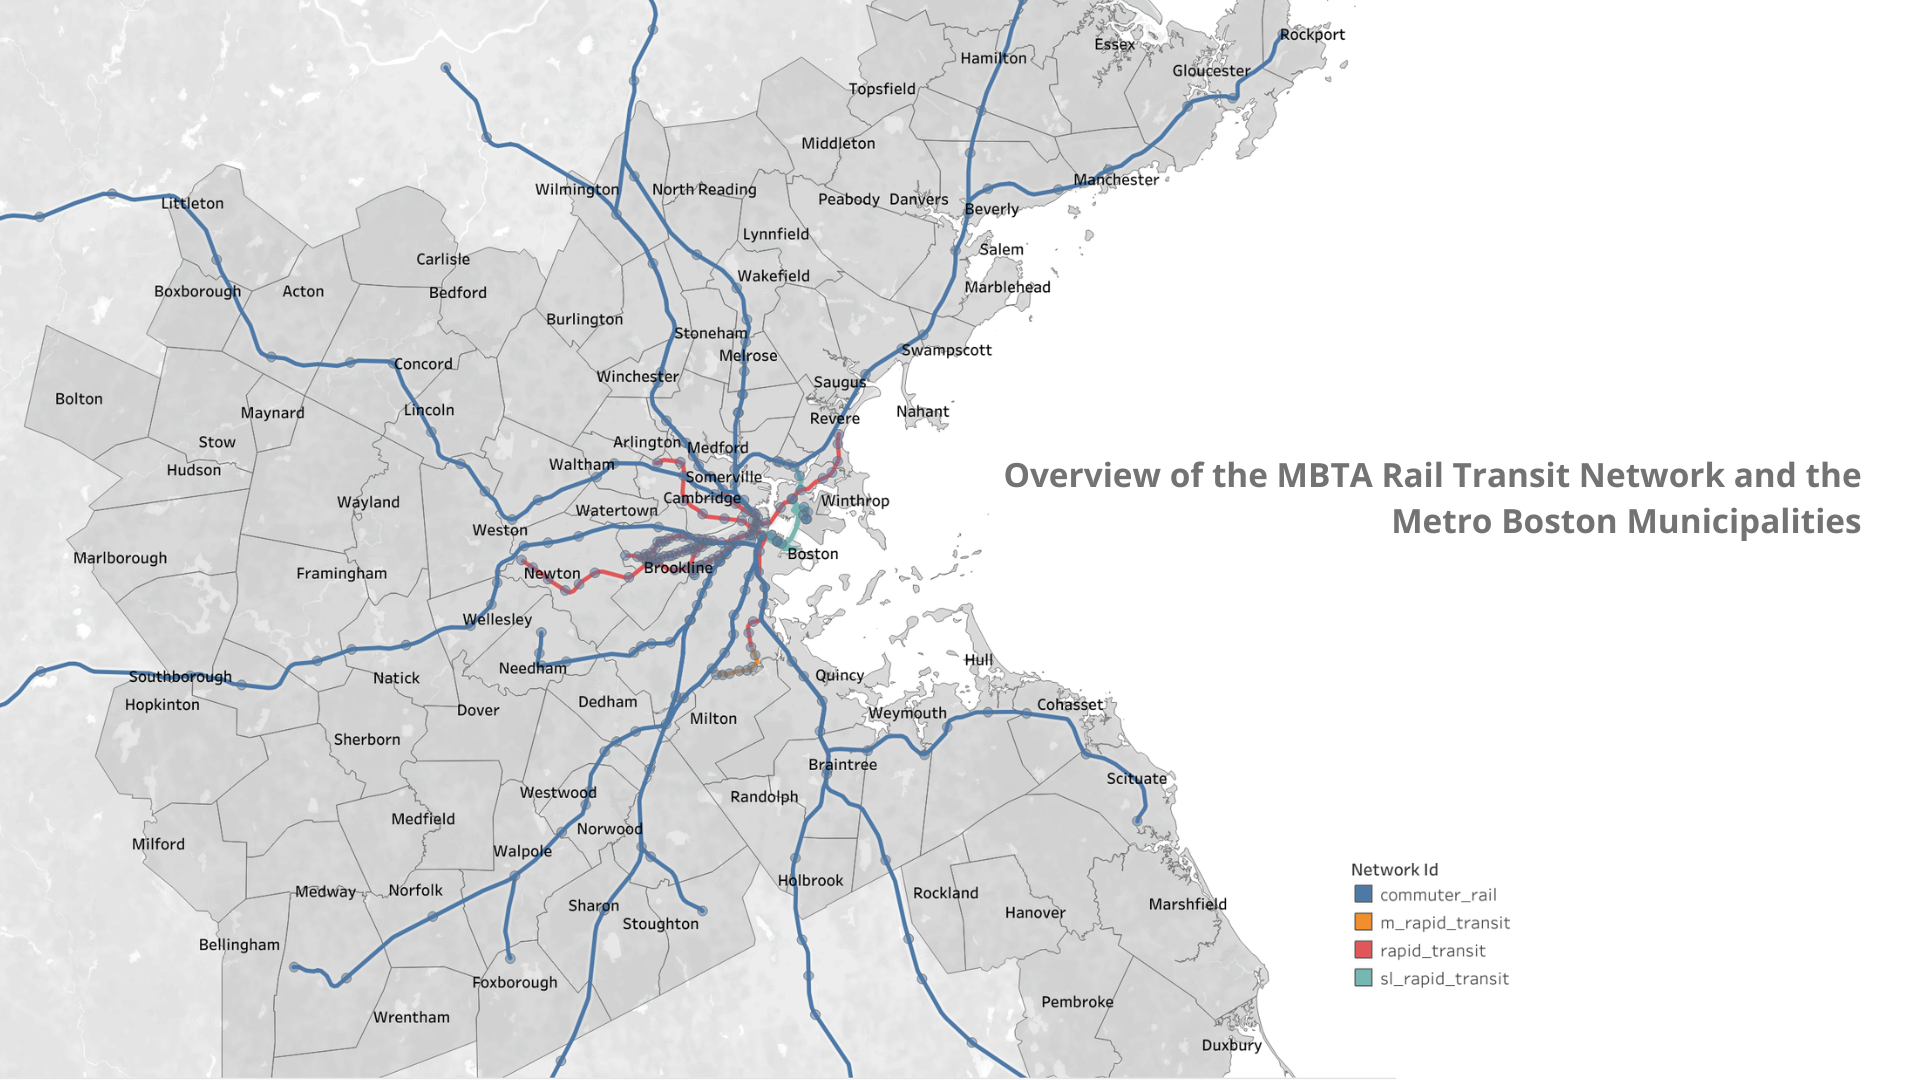 Rockport
Essex
Hamilton
Gloucester
Topsfield
Middleton
Manchester
Wilmington
North Reading
Peabody
Danvers
Littleton
Beverly
Lynnfield
Salem
Carlisle
Wakefield
Marblehead
Boxborough
Acton
Bedford
Burlington
Stoneham
Swampscott
Melrose
Concord
Winchester
Saugus
Bolton
Maynard
Lincoln
Nahant
Revere
Stow
Arlington
Medford
Hudson
Waltham
Somerville
Overview of the MBTA Rail Transit Network and the
Metro Boston Municipalities
Wayland
Cambridge
Winthrop
Watertown
Weston
Marlborough
Boston
Framingham
Newton
Brookline
Wellesley
Hull
Needham
Southborough
Natick
Quincy
Hopkinton
Dover
Dedham
Cohasset
Weymouth
Milton
Sherborn
Braintree
Scituate
Westwood
Randolph
Medfield
Norwood
Milford
Walpole
Network Id
commuter_rail
m_rapid_transit
rapid_transit
sl_rapid_transit
Medway
Norfolk
Holbrook
Rockland
Sharon
Hanover
Marshfield
Stoughton
Bellingham
Foxborough
Pembroke
Wrentham
Duxbury